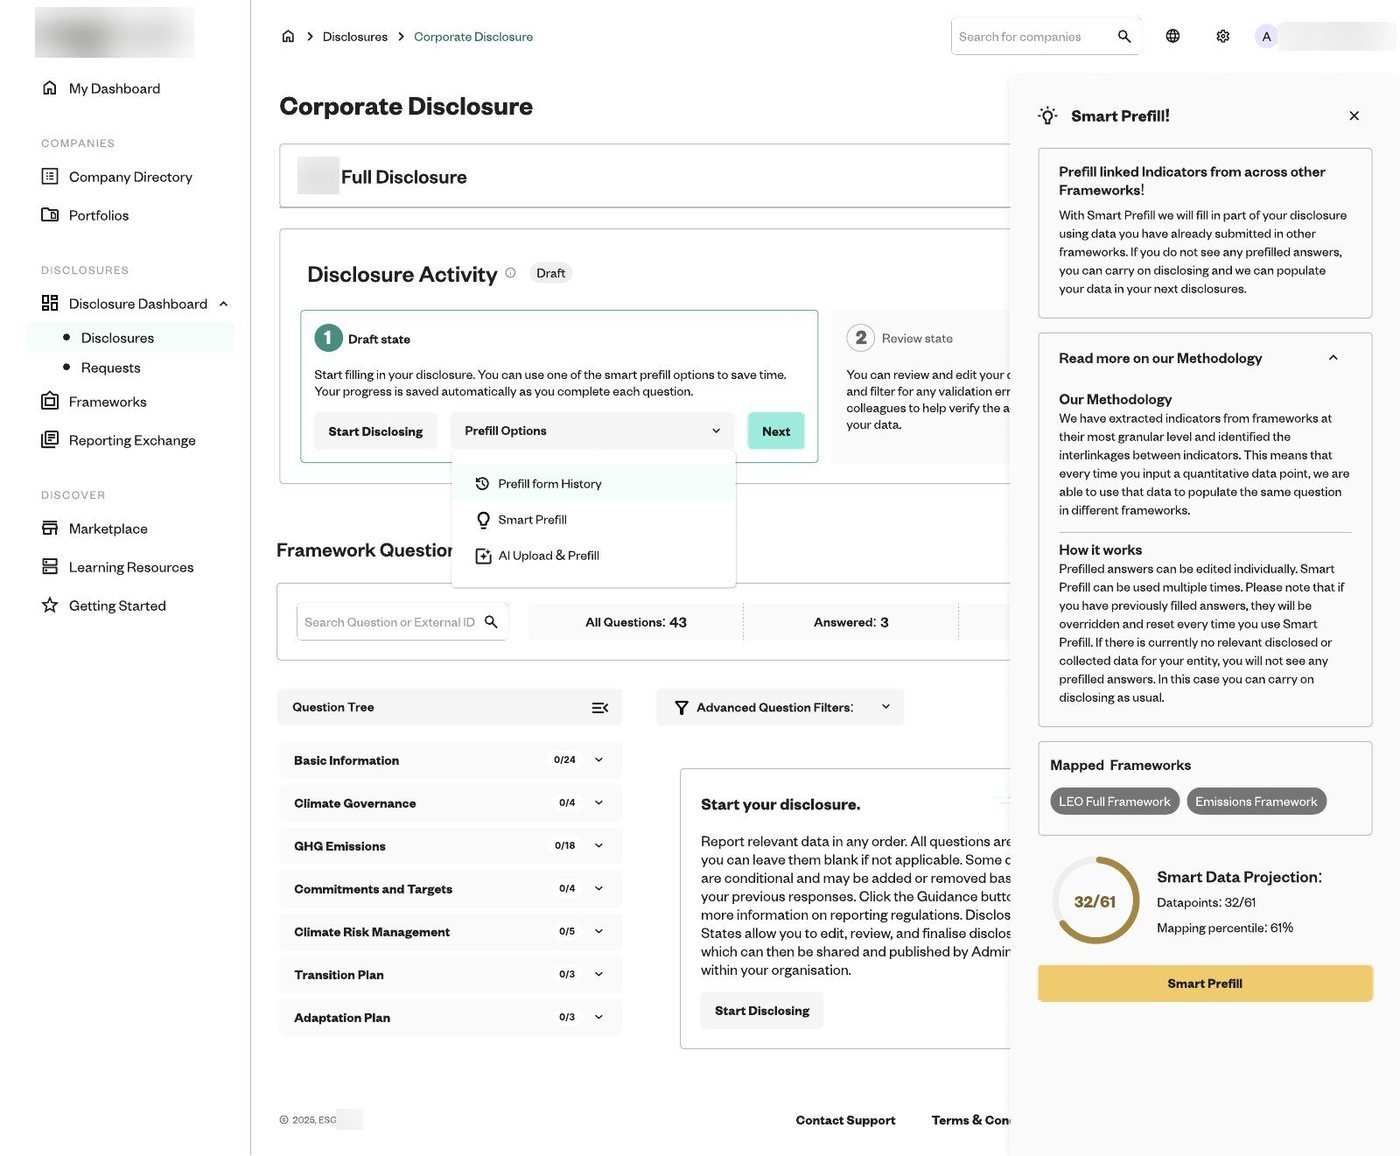 My Dashboard
COMPANIES
Company Directory
Portfolios
DISCLOSURES
Disclosure Dashboard
Disclosures
Requests
Frameworks
Reporting Exchange
DISCOVER
Marketplace
Learning Resources
Getting Started
Disclosures
Corporate Disclosure
Search for companies
A
Corporate Disclosure
Full Disclosure
Disclosure Activity
Draft
1
Draft state
Start filling in your disclosure. You can use one of the smart prefill options to save time.
Your progress is saved automatically as you complete each question.
Start Disclosing
Prefill Options
Next
Prefill form History
Smart Prefill
AI Upload & Prefill
2
Review state
You can review and edit your
and filter for any validation
colleagues to help verify the
your data.
Framework
Search Question or External ID
All Questions: 43
Answered: 3
Question Tree
Advanced Question Filters:
Basic Information 0/24
Climate Governance 0/4
GHG Emissions 0/18
Commitments and Targets 0/4
Climate Risk Management 0/5
Transition Plan 0/3
Adaptation Plan 0/3
Start your disclosure.
Report relevant data in any order. All questions are
you can leave them blank if not applicable. Some
are conditional and may be added or removed
your previous responses. Click the Guidance
more information on reporting regulations.
States allow you to edit, review, and finalise
which can then be shared and published by
within your organisation.
Start Disclosing
© 2025, ESG
Contact Support
Terms &
Smart Prefill!
Prefill linked Indicators from across other
Frameworks!
With Smart Prefill we will fill in part of your disclosure
using data you have already submitted in other
frameworks. If you do not see any prefilled answers,
you can carry on disclosing and we can populate
your data in your next disclosures.
Read more on our Methodology
Our Methodology
We have extracted indicators from frameworks at
their most granular level and identified the
interlinkages between indicators. This means that
every time you input a quantitative data point, we are
able to use that data to populate the same question
in different frameworks.
How it works
Prefilled answers can be edited individually. Smart
Prefill can be used multiple times. Please note that if
you have previously filled answers, they will be
overridden and reset every time you use Smart
Prefill. If there is currently no relevant disclosed or
collected data for your entity, you will not see any
prefilled answers. In this case you can carry on
disclosing as usual.
Mapped Frameworks
LEO Full Framework
Emissions Framework
32/61
Smart Data Projection:
Datapoints: 32/61
Mapping percentile: 61%
Smart Prefill